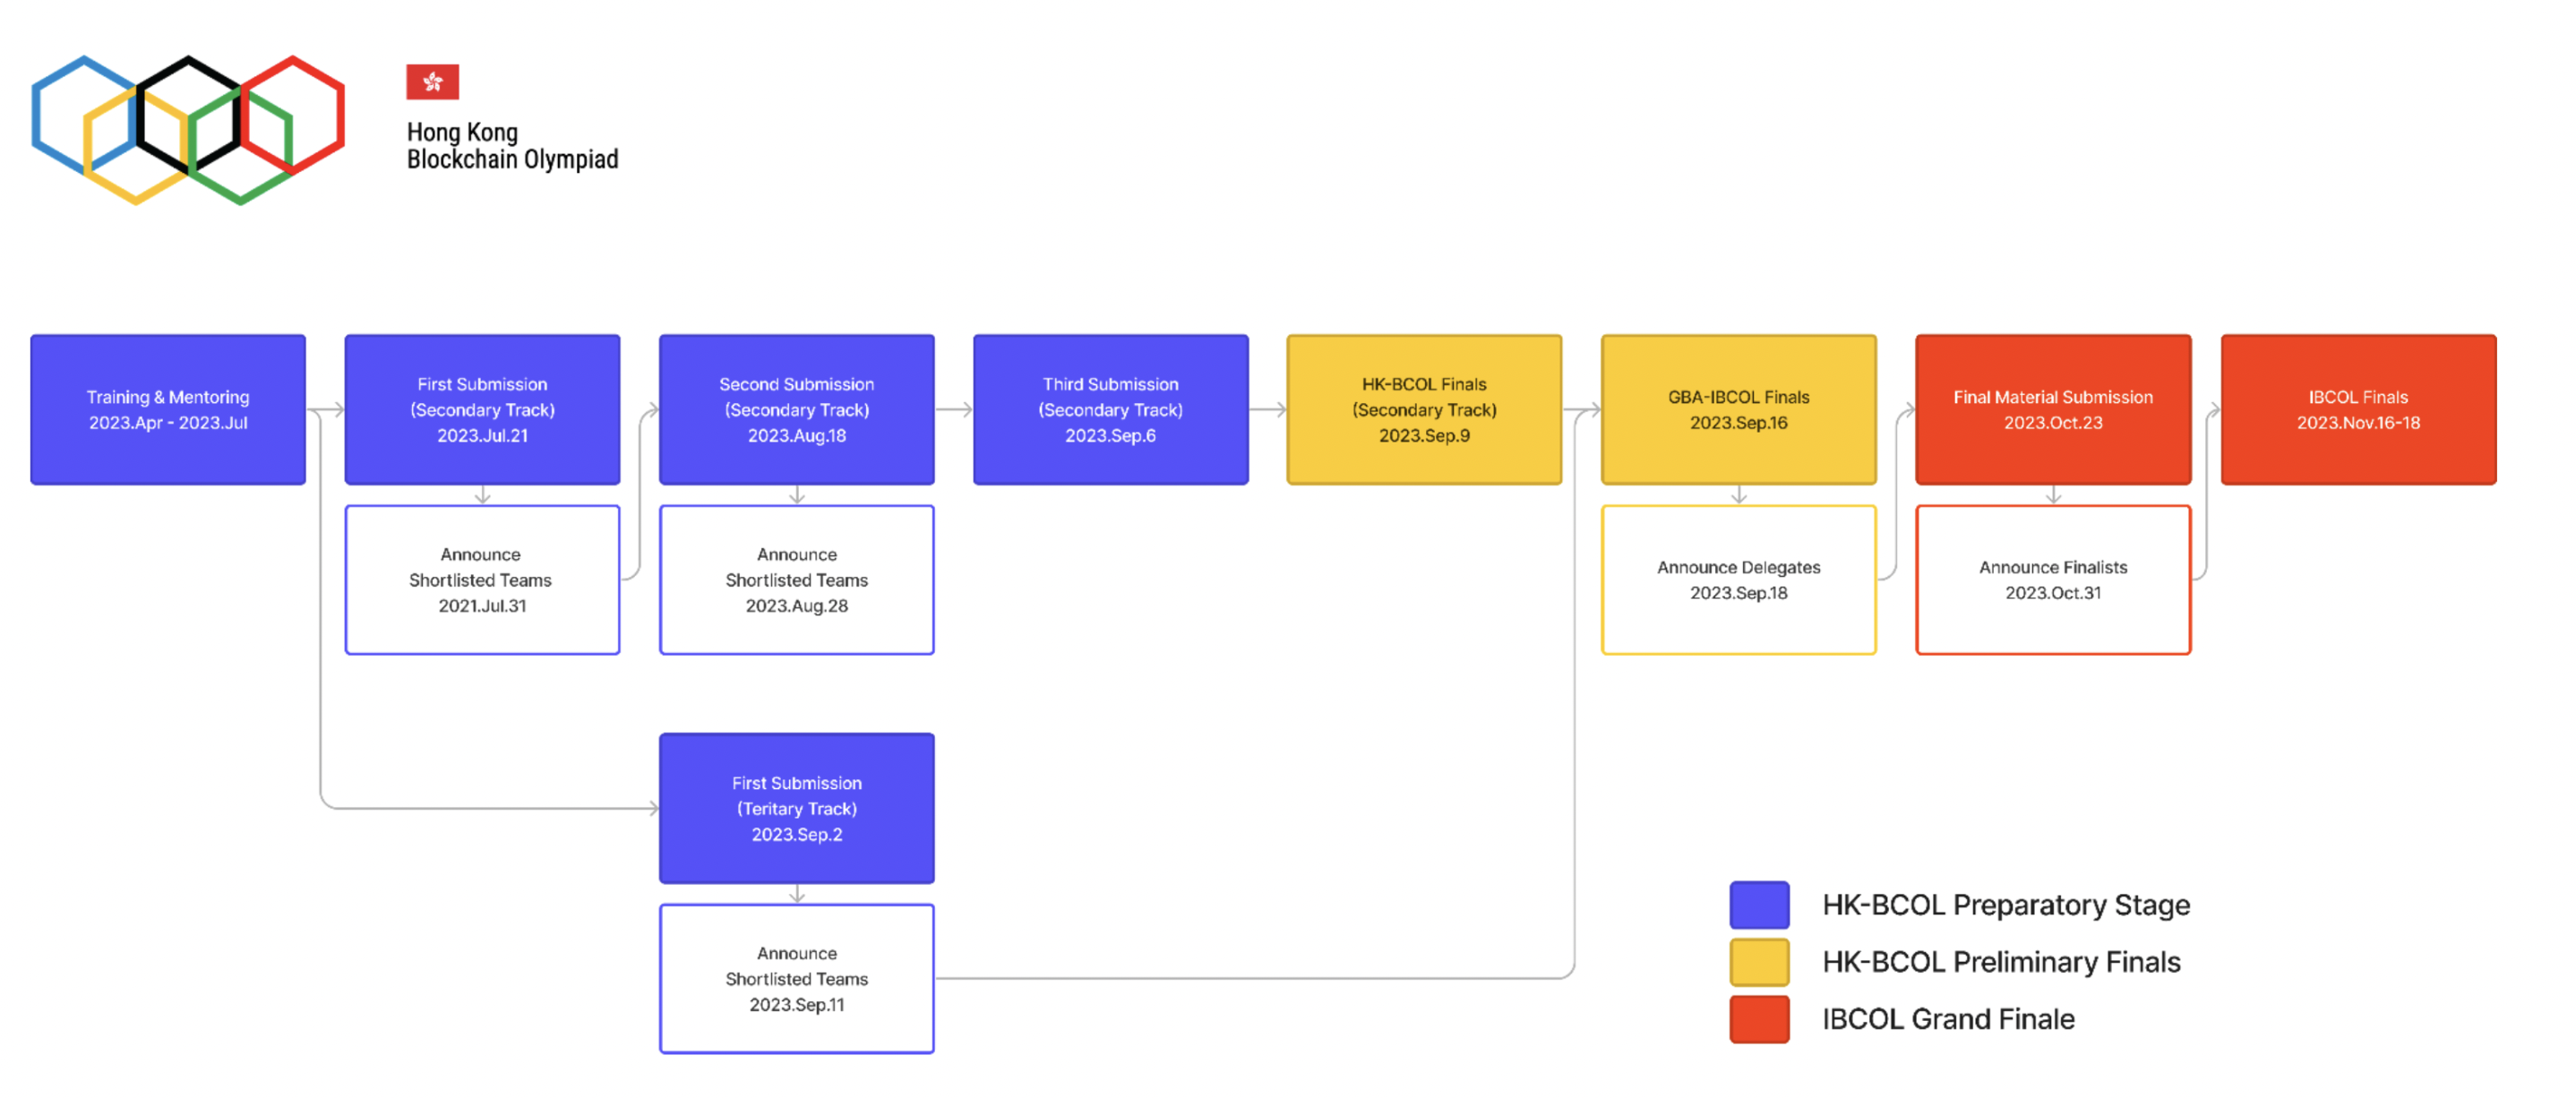 Hong Kong
Blockchain Olympiad
Training & Mentoring
2023.Apr - 2023.Jul
First Submission
(Secondary Track)
2023.Jul.21
Second Submission
(Secondary Track)
2023.Aug.18
Third Submission
(Secondary Track)
2023.Sep.6
HK-BCOL Finals
(Secondary Track)
2023.Sep.9
GBA-IBCOL Finals
2023.Sep.16
Final Material Submission
2023.Oct.23
IBCOL Finals
2023.Nov.16-18
Announce
Shortlisted Teams
2021.Jul.31
Announce
Shortlisted Teams
2023.Aug.28
Announce Delegates
2023.Sep.18
Announce Finalists
2023.Oct.31
First Submission
(Teritary Track)
2023.Sep.2
Announce
Shortlisted Teams
2023.Sep.11
HK-BCOL Preparatory Stage
HK-BCOL Preliminary Finals
IBCOL Grand Finale